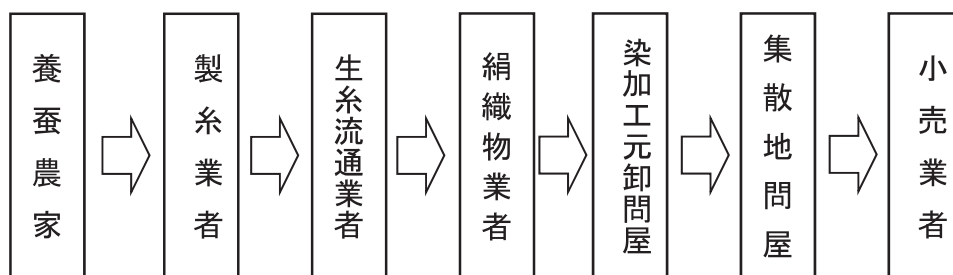 養蚕農家
製糸業者
生糸流通業者
絹織物業者
染加工元卸問屋
集散地問屋
小売業者